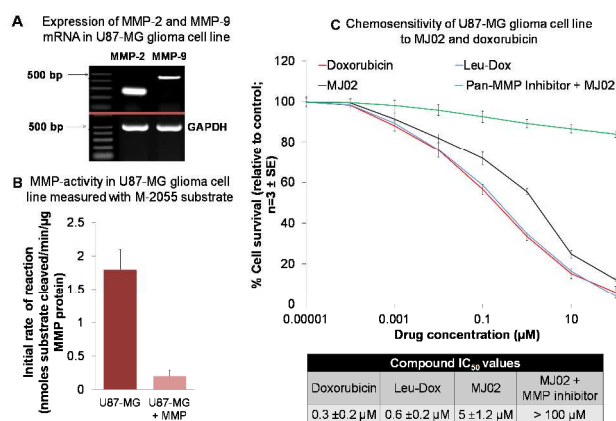 A
Expression of MMP-2 and MMP-9
mRNA in U87-MG glioma cell line
MMP-2 MMP-9
500 bp
500 bp
GAPDH
B
MMP-activity in U87-MG glioma cell
line measured with M-2055 substrate
Initial rate of reaction
(nmoles substrate cleaved/min/µg
MMP protein)
2.5
2
1.5
1
0.5
0
U87-MG
U87-MG
+ MMP
C
Chemosensitivity of U87-MG glioma cell line
to MJ02 and doxorubicin
Doxorubicin
Leu-Dox
MJ02
Pan-MMP Inhibitor + MJ02
% Cell survival (relative to control;
n=3 ± SE)
120
100
80
60
40
20
0
0.00001
0.001
0.1
10
Drug concentration (µM)
Compound IC50 values
Doxorubicin
Leu-Dox
MJ02
MJ02 +
MMP inhibitor
0.3 ±0.2 µM
0.6 ±0.2 µM
5 ±1.2 µM
> 100 µM